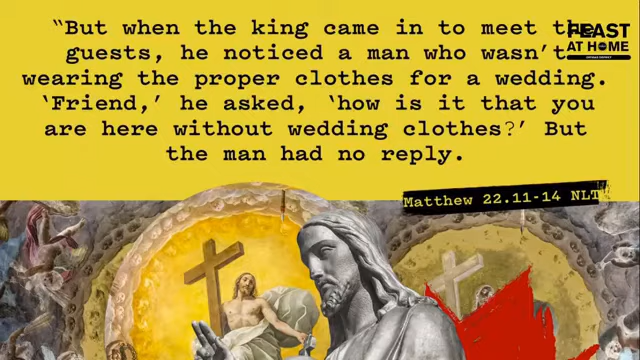 “But when the king came in to meet the
guests, he noticed a man who wasn’t
wearing the proper clothes for a wedding.
‘Friend,’ he asked, ‘how is it that you
are here without wedding clothes?’ But
the man had no reply.
FEAST
AT HOME
Matthew 22.11-14 NLT